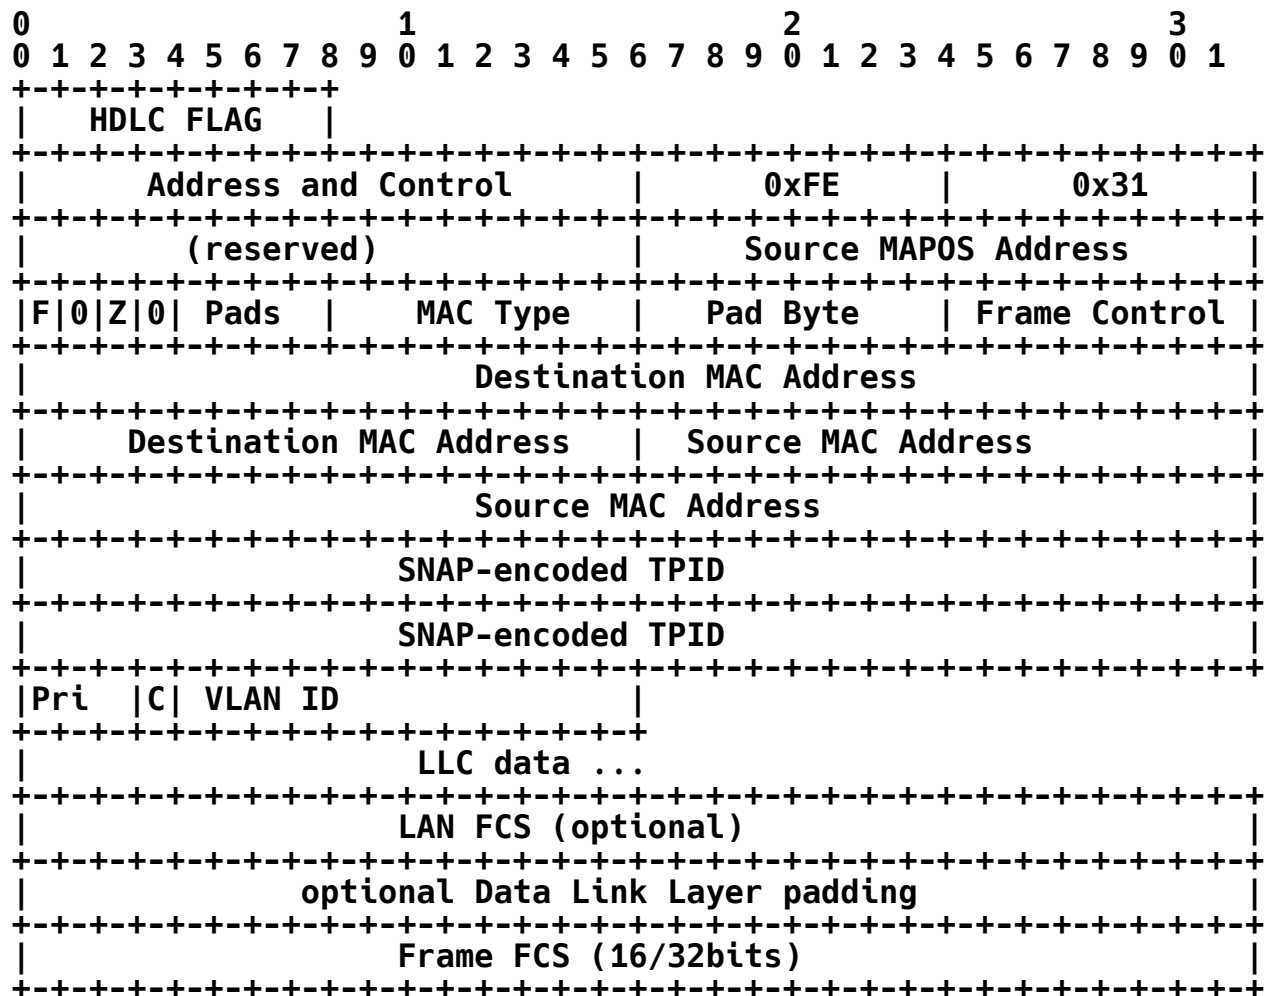 0                   1                   2                   3
0 1 2 3 4 5 6 7 8 9 0 1 2 3 4 5 6 7 8 9 0 1 2 3 4 5 6 7 8 9 0 1
+-+-+-+-+-+-+-+-+
|   HDLC FLAG   |
+-+-+-+-+-+-+-+-+-+-+-+-+-+-+-+-+-+-+-+-+-+-+-+-+-+-+-+-+-+-+-+-+
|      Address and Control      |      0xFE     |      0x31     |
+-+-+-+-+-+-+-+-+-+-+-+-+-+-+-+-+-+-+-+-+-+-+-+-+-+-+-+-+-+-+-+-+
|        (reserved)             |     Source MAPOS Address      |
+-+-+-+-+-+-+-+-+-+-+-+-+-+-+-+-+-+-+-+-+-+-+-+-+-+-+-+-+-+-+-+-+
|F|0|Z|0| Pads  |    MAC Type   |   Pad Byte    | Frame Control |
+-+-+-+-+-+-+-+-+-+-+-+-+-+-+-+-+-+-+-+-+-+-+-+-+-+-+-+-+-+-+-+-+
|                       Destination MAC Address                 |
+-+-+-+-+-+-+-+-+-+-+-+-+-+-+-+-+-+-+-+-+-+-+-+-+-+-+-+-+-+-+-+-+
|     Destination MAC Address   |  Source MAC Address           |
+-+-+-+-+-+-+-+-+-+-+-+-+-+-+-+-+-+-+-+-+-+-+-+-+-+-+-+-+-+-+-+-+
|                       Source MAC Address                      |
+-+-+-+-+-+-+-+-+-+-+-+-+-+-+-+-+-+-+-+-+-+-+-+-+-+-+-+-+-+-+-+-+
|                   SNAP-encoded TPID                           |
+-+-+-+-+-+-+-+-+-+-+-+-+-+-+-+-+-+-+-+-+-+-+-+-+-+-+-+-+-+-+-+-+
|                   SNAP-encoded TPID                           |
+-+-+-+-+-+-+-+-+-+-+-+-+-+-+-+-+-+-+-+-+-+-+-+-+-+-+-+-+-+-+-+-+
|Pri  |C| VLAN ID               |
+-+-+-+-+-+-+-+-+-+-+-+-+-+-+-+-+
|                    LLC data ...
+-+-+-+-+-+-+-+-+-+-+-+-+-+-+-+-+-+-+-+-+-+-+-+-+-+-+-+-+-+-+-+-+
|                   LAN FCS (optional)                          |
+-+-+-+-+-+-+-+-+-+-+-+-+-+-+-+-+-+-+-+-+-+-+-+-+-+-+-+-+-+-+-+-+
|              optional Data Link Layer padding                 |
+-+-+-+-+-+-+-+-+-+-+-+-+-+-+-+-+-+-+-+-+-+-+-+-+-+-+-+-+-+-+-+-+
|                   Frame FCS (16/32bits)                       |
+-+-+-+-+-+-+-+-+-+-+-+-+-+-+-+-+-+-+-+-+-+-+-+-+-+-+-+-+-+-+-+-+